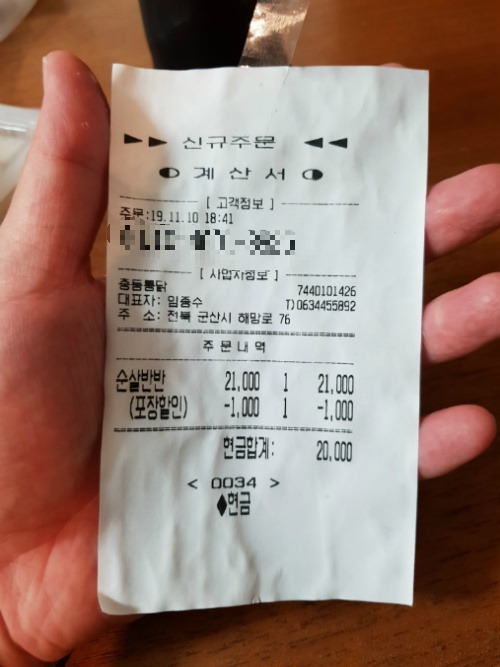 ▶▶ 신규주문 ◀◀
◐ 계 산 서 ◑
[ 고객정보 ]
주문:19.11.10 18:41
[ 사업자정보 ]
중동통닭 7440101426
대표자: 임종수 T)0634455892
주 소: 전북 군산시 해망로 76
주 문 내 역
순살반반 21,000 1 21,000
(포장할인) -1,000 1 -1,000
현금합계: 20,000
< 0034 >
♦현금